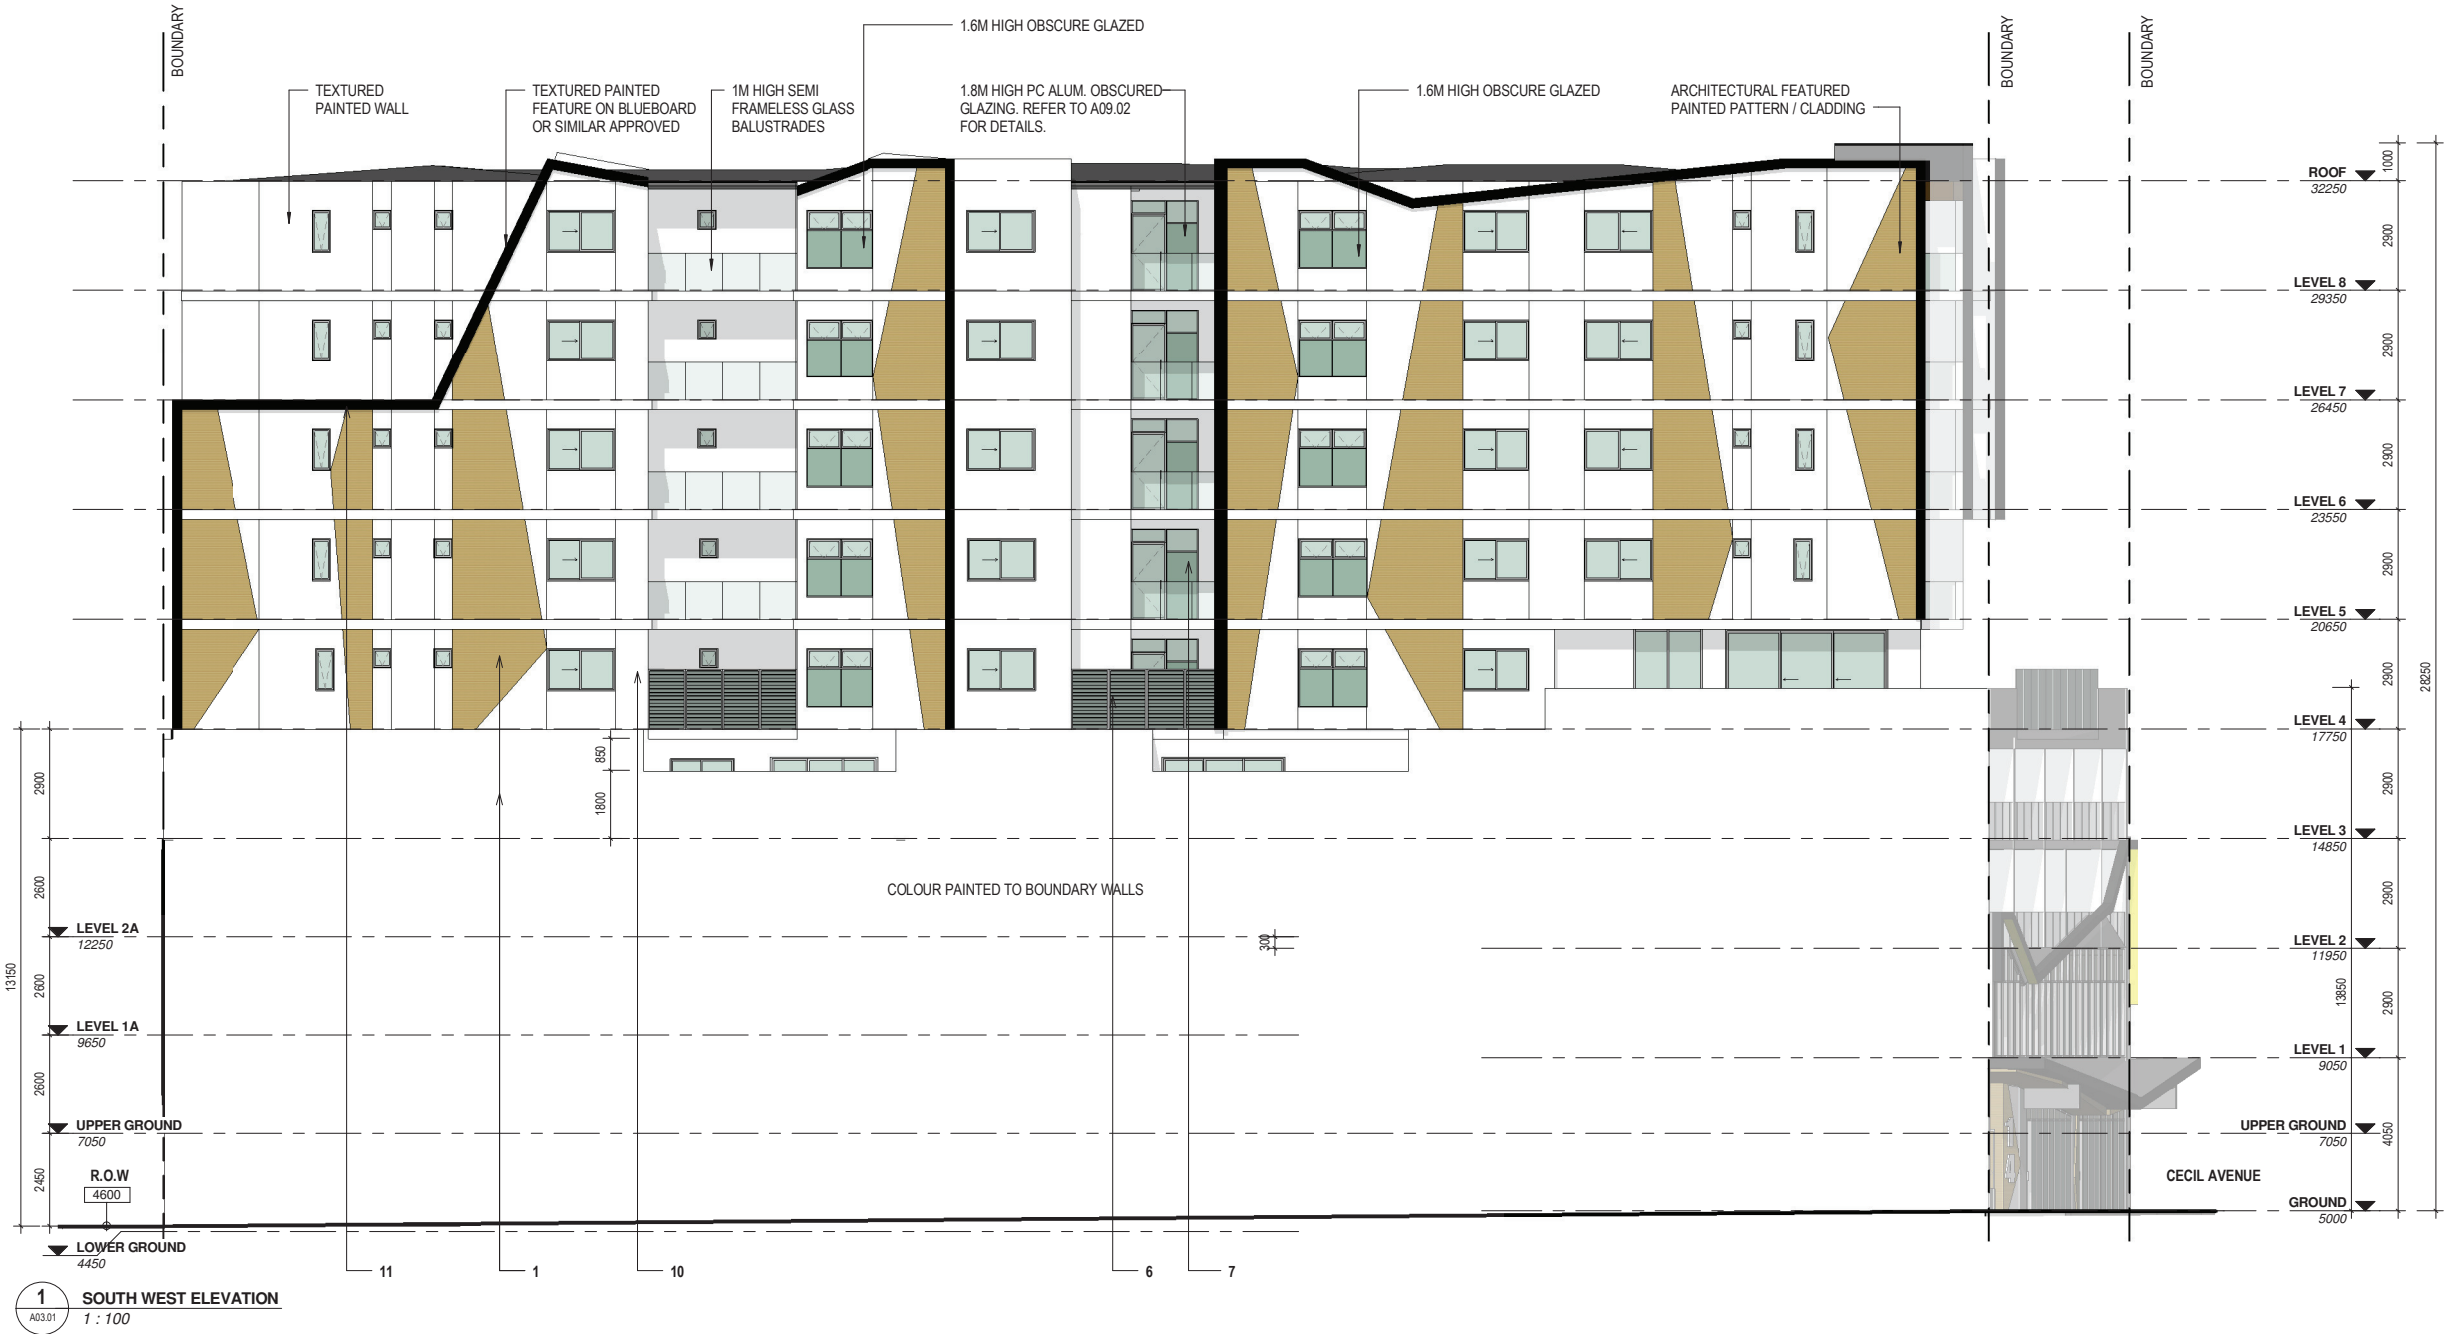 BOUNDARY
1.6M HIGH OBSCURE GLAZED
BOUNDARY
BOUNDARY
TEXTURED
PAINTED WALL
TEXTURED PAINTED
FEATURE ON BLUEBOARD
OR SIMILAR APPROVED
1M HIGH SEMI
FRAMELESS GLASS
BALUSTRADES
1.8M HIGH PC ALUM. OBSCURED
GLAZING. REFER TO A09.02
FOR DETAILS.
1.6M HIGH OBSCURE GLAZED
ARCHITECTURAL FEATURED
PAINTED PATTERN / CLADDING
1000
ROOF
32250
2900
LEVEL 8
29350
2900
LEVEL 7
26450
2900
LEVEL 6
23550
2900
LEVEL 5
20650
2900
28250
LEVEL 4
17750
2900
LEVEL 3
14850
2900
LEVEL 2
11950
13850
2900
LEVEL 1
9050
UPPER GROUND
7050
4050
CECIL AVENUE
GROUND
5000
850
1800
2900
COLOUR PAINTED TO BOUNDARY WALLS
2600
LEVEL 2A
12250
300
13150
2600
LEVEL 1A
9650
2600
UPPER GROUND
7050
2450
R.O.W
4600
LOWER GROUND
4450
11
1
10
6
7
1
A03.01
SOUTH WEST ELEVATION
1 : 100